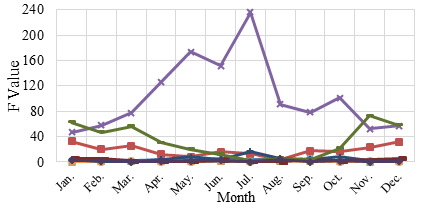 240
200
160
120
80
40
0
F Value
Jan.
Feb.
Mar.
Apr.
May.
Jun.
Jul.
Aug.
Sep.
Oct.
Nov.
Dec.
Month